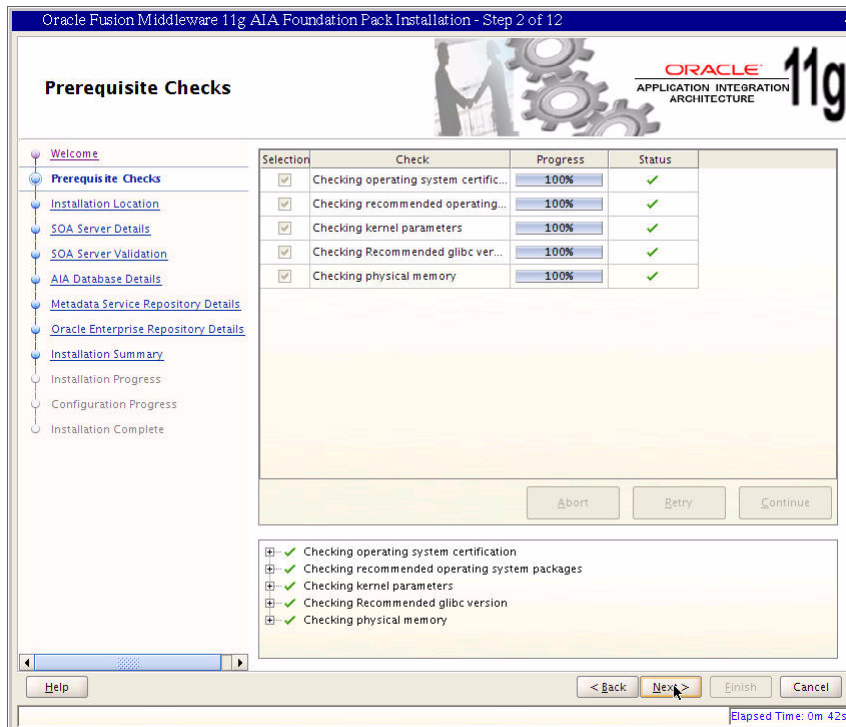 Oracle Fusion Middleware 11g AIA Foundation Pack Installation - Step 2 of 12
Prerequisite Checks
ORACLE
APPLICATION INTEGRATION
ARCHITECTURE
11g
Welcome
Prerequisite Checks
Installation Location
SOA Server Details
SOA Server Validation
AIA Database Details
Metadata Service Repository Details
Oracle Enterprise Repository Details
Installation Summary
Installation Progress
Configuration Progress
Installation Complete
Selection Check Progress Status
Checking operating system certific... 100%
Checking recommended operating... 100%
Checking kernel parameters 100%
Checking Recommended glibc ver... 100%
Checking physical memory 100%
Abort Retry Continue
Checking operating system certification
Checking recommended operating system packages
Checking kernel parameters
Checking Recommended glibc version
Checking physical memory
Help < Back Next > Finish Cancel
Elapsed Time: 0m 42s